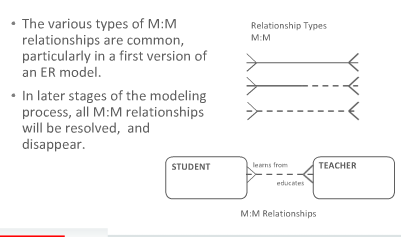 • The various types of M:M
relationships are common,
particularly in a first version of
an ER model.
• In later stages of the modeling
process, all M:M relationships
will be resolved, and
disappear.
Relationship Types
M:M
STUDENT
learns from
educates
TEACHER
M:M Relationships